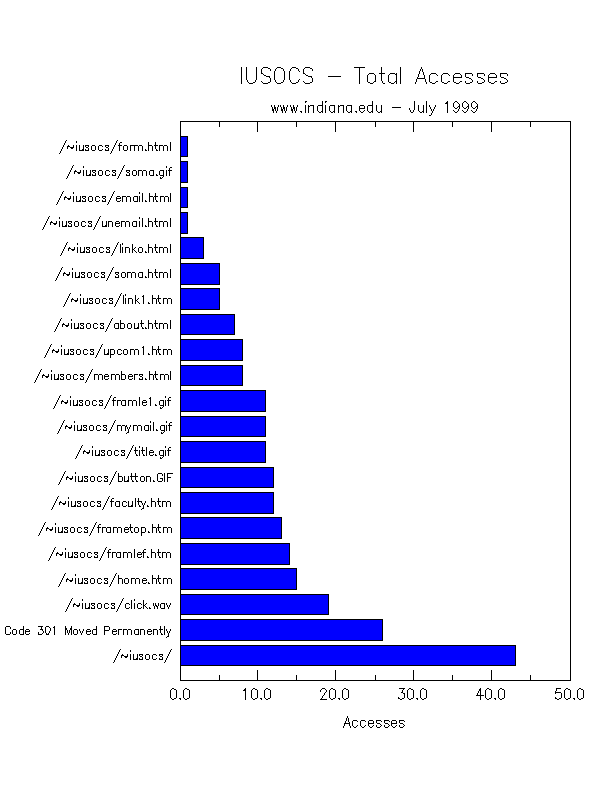 IUSOCS – Total Accesses
www.indiana.edu – July 1999
/~iusocs/form.html
/~iusocs/soma.gif
/~iusocs/email.html
/~iusocs/unemail.html
/~iusocs/linko.html
/~iusocs/soma.html
/~iusocs/link1.htm
/~iusocs/about.html
/~iusocs/upcom1.htm
/~iusocs/members.html
/~iusocs/framle1.gif
/~iusocs/mymail.gif
/~iusocs/title.gif
/~iusocs/button.GIF
/~iusocs/faculty.htm
/~iusocs/frametop.htm
/~iusocs/framlef.htm
/~iusocs/home.htm
/~iusocs/click.wav
Code 301 Moved Permanently
/~iusocs/
0.0 10.0 20.0 30.0 40.0 50.0
Accesses